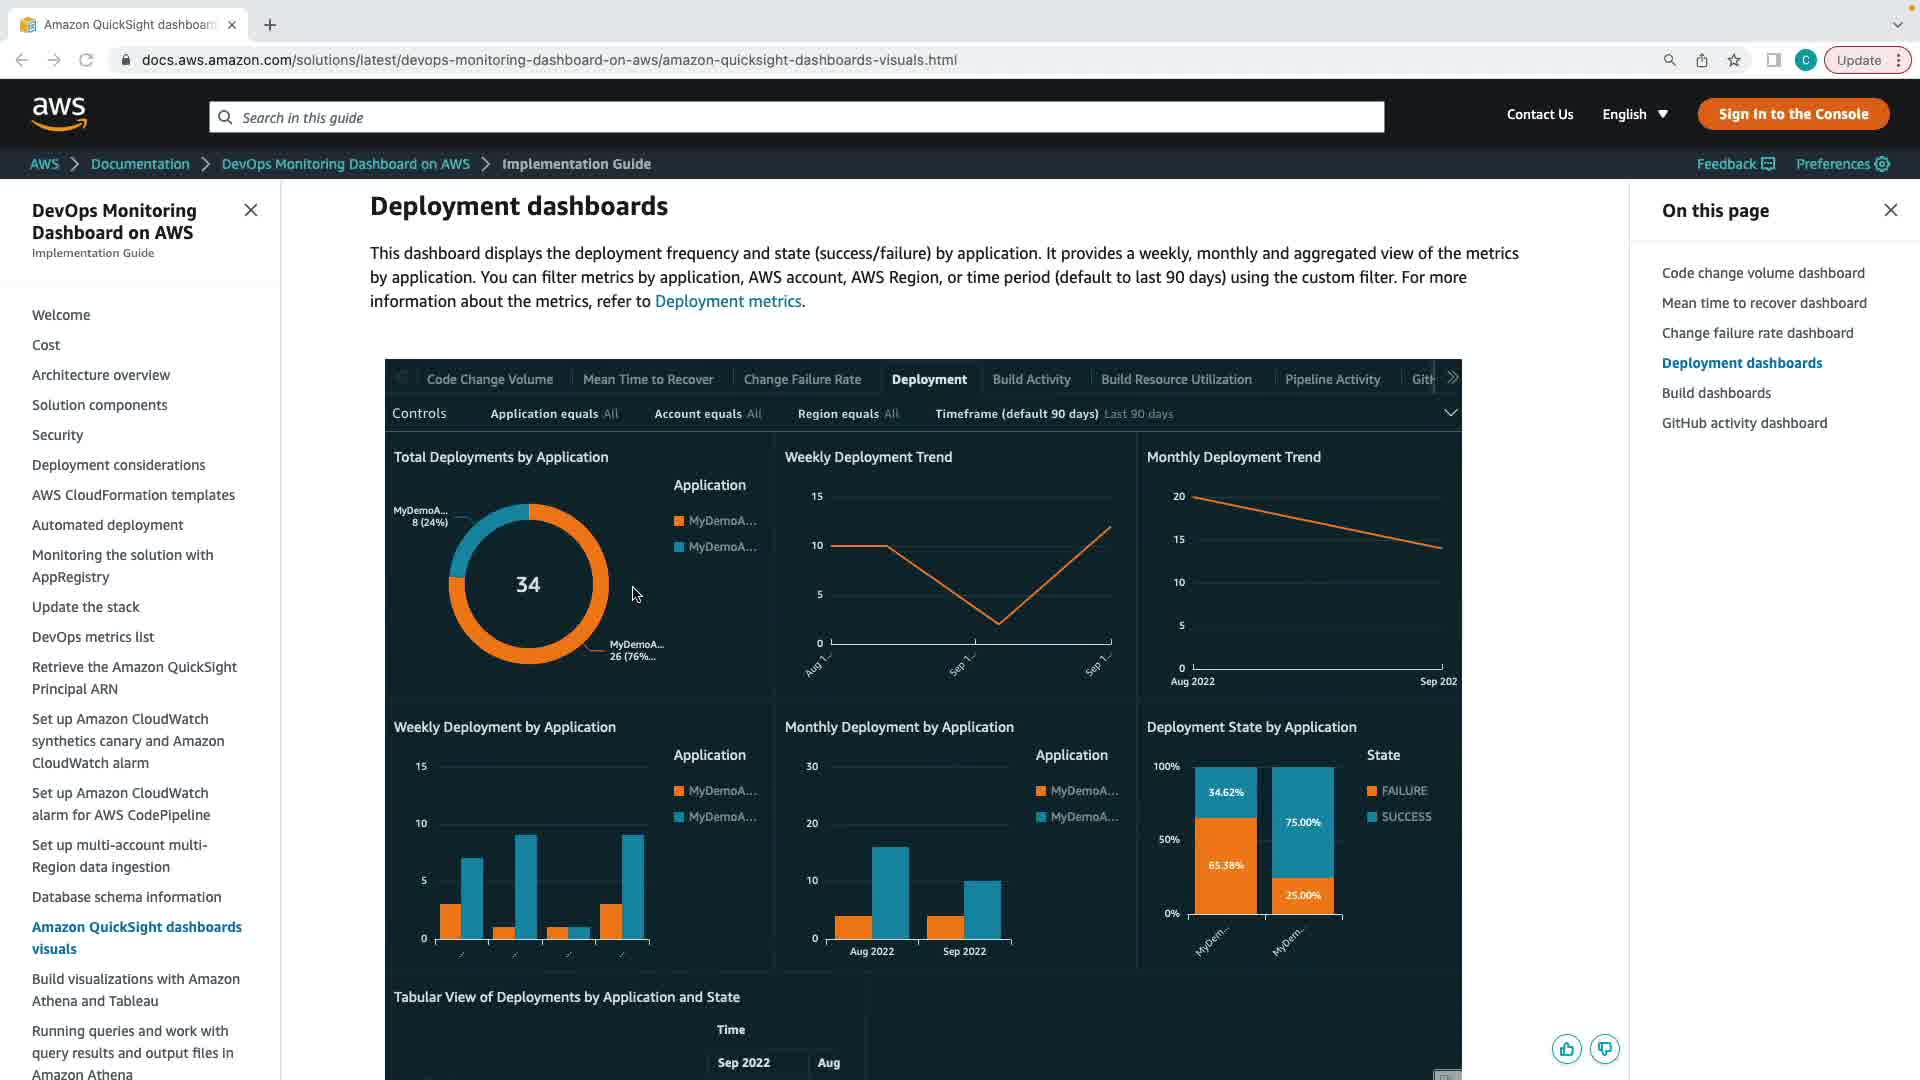 Amazon QuickSight dashboar
docs.aws.amazon.com/solutions/latest/devops-monitoring-dashboard-on-aws/amazon-quicksight-dashboards-visuals.html
C
Update
aws
Search in this guide
Contact Us
English
Sign In to the Console
AWS
Documentation
DevOps Monitoring Dashboard on AWS
Implementation Guide
Feedback
Preferences
DevOps Monitoring
Dashboard on AWS
Implementation Guide
Welcome
Cost
Architecture overview
Solution components
Security
Deployment considerations
AWS CloudFormation templates
Automated deployment
Monitoring the solution with
AppRegistry
Update the stack
DevOps metrics list
Retrieve the Amazon QuickSight
Principal ARN
Set up Amazon CloudWatch
synthetics canary and Amazon
CloudWatch alarm
Set up Amazon CloudWatch
alarm for AWS CodePipeline
Set up multi-account multi-
Region data ingestion
Database schema information
Amazon QuickSight dashboards
visuals
Build visualizations with Amazon
Athena and Tableau
Running queries and work with
query results and output files in
Amazon Athena
Deployment dashboards
This dashboard displays the deployment frequency and state (success/failure) by application. It provides a weekly, monthly and aggregated view of the metrics
by application. You can filter metrics by application, AWS account, AWS Region, or time period (default to last 90 days) using the custom filter. For more
information about the metrics, refer to Deployment metrics.
Code Change Volume
Mean Time to Recover
Change Failure Rate
Deployment
Build Activity
Build Resource Utilization
Pipeline Activity
Controls
Application equals All
Account equals All
Region equals All
Timeframe (default 90 days) Last 90 days
Total Deployments by Application
MyDemoA...
8 (24%)
34
MyDemoA...
26 (76%...
Application
MyDemoA...
MyDemoA...
Weekly Deployment Trend
15
10
5
0
Aug 1...
Sep 1...
Sep 1...
Monthly Deployment Trend
20
15
10
5
0
Aug 2022
Sep 202
Weekly Deployment by Application
15
10
5
0
...
...
...
...
Application
MyDemoA...
MyDemoA...
Monthly Deployment by Application
30
20
10
0
Aug 2022
Sep 2022
Application
MyDemoA...
MyDemoA...
Deployment State by Application
100%
50%
0%
34.62%
65.38%
75.00%
25.00%
MyDem...
MyDem...
State
FAILURE
SUCCESS
Tabular View of Deployments by Application and State
Time
Sep 2022
Aug
On this page
Code change volume dashboard
Mean time to recover dashboard
Change failure rate dashboard
Deployment dashboards
Build dashboards
GitHub activity dashboard